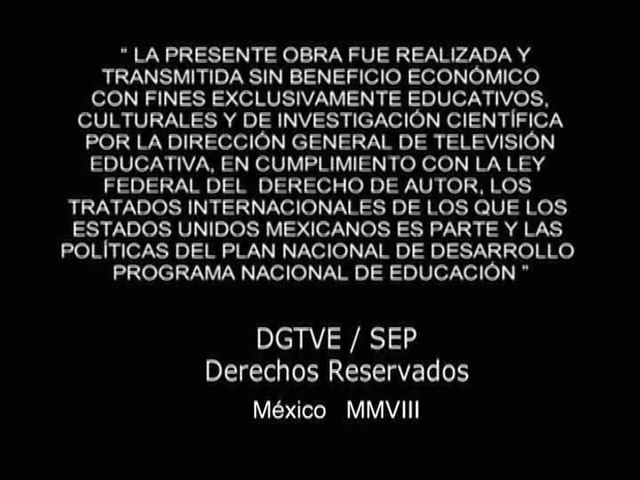 " LA PRESENTE OBRA FUE REALIZADA Y
TRANSMITIDA SIN BENEFICIO ECONÓMICO
CON FINES EXCLUSIVAMENTE EDUCATIVOS,
CULTURALES Y DE INVESTIGACIÓN CIENTÍFICA
POR LA DIRECCIÓN GENERAL DE TELEVISIÓN
EDUCATIVA, EN CUMPLIMIENTO CON LA LEY
FEDERAL DEL DERECHO DE AUTOR, LOS
TRATADOS INTERNACIONALES DE LOS QUE LOS
ESTADOS UNIDOS MEXICANOS ES PARTE Y LAS
POLÍTICAS DEL PLAN NACIONAL DE DESARROLLO
PROGRAMA NACIONAL DE EDUCACIÓN "
DGTVE / SEP
Derechos Reservados
México MMVIII